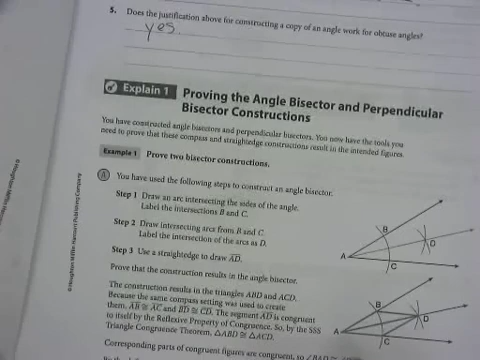 5. Does the justification above for constructing a copy of an angle work for obtuse angles?
yes
Explain 1 Proving the Angle Bisector and Perpendicular
Bisector Constructions
You have constructed angle bisectors and perpendicular bisectors. You now have the tools you
need to prove that these compass and straightedge constructions result in the intended figures.
Example 1 Prove two bisector constructions.
A You have used the following steps to construct an angle bisector.
Step 1 Draw an arc intersecting the sides of the angle.
Label the intersections B and C.
Step 2 Draw intersecting arcs from B and C.
Label the intersection of the arcs as D.
Step 3 Use a straightedge to draw AD.
Prove that the construction results in the angle bisector.
The construction results in the triangles ABD and ACD.
Because the same compass setting was used to create
them, AB ≅ AC and BD ≅ CD. The segment AD is congruent
to itself by the Reflexive Property of Congruence. So, by the SSS
Triangle Congruence Theorem, △ABD ≅ △ACD.
Corresponding parts of congruent figures are congruent, so ∠BAD
A
B
C
D
A
B
C
D
© Houghton Mifflin Harcourt Publishing Company